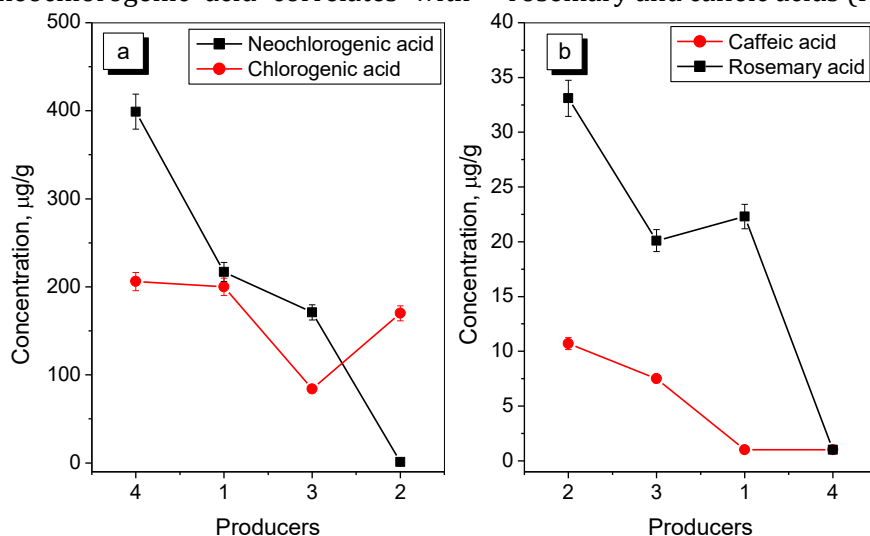 neochlorogenic acid correlates with
rosemary and caffeic acids (
a
Neochlorogenic acid
Chlorogenic acid
500
400
300
200
100
0
Concentration, μg/g
4 1 3 2
Producers
b
Caffeic acid
Rosemary acid
40
35
30
25
20
15
10
5
0
Concentration, μg/g
2 3 1 4
Producers